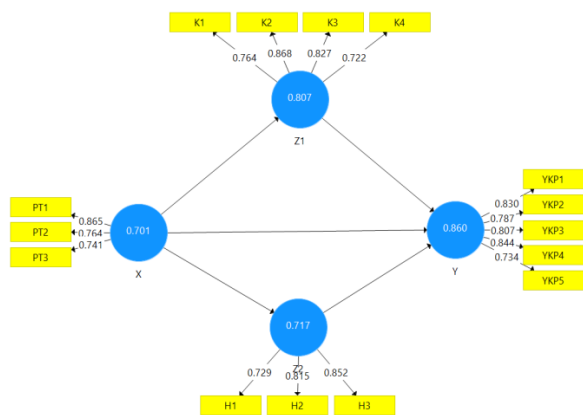 K1 K2 K3 K4
0.764 0.868 0.827 0.722
0.807
Z1
PT1
PT2
PT3
0.865
0.764
0.741
0.701
X
0.860
Y
0.830
0.787
0.807
0.844
0.734
YKP1
YKP2
YKP3
YKP4
YKP5
0.717
Z2
0.729 0.815 0.852
H1 H2 H3